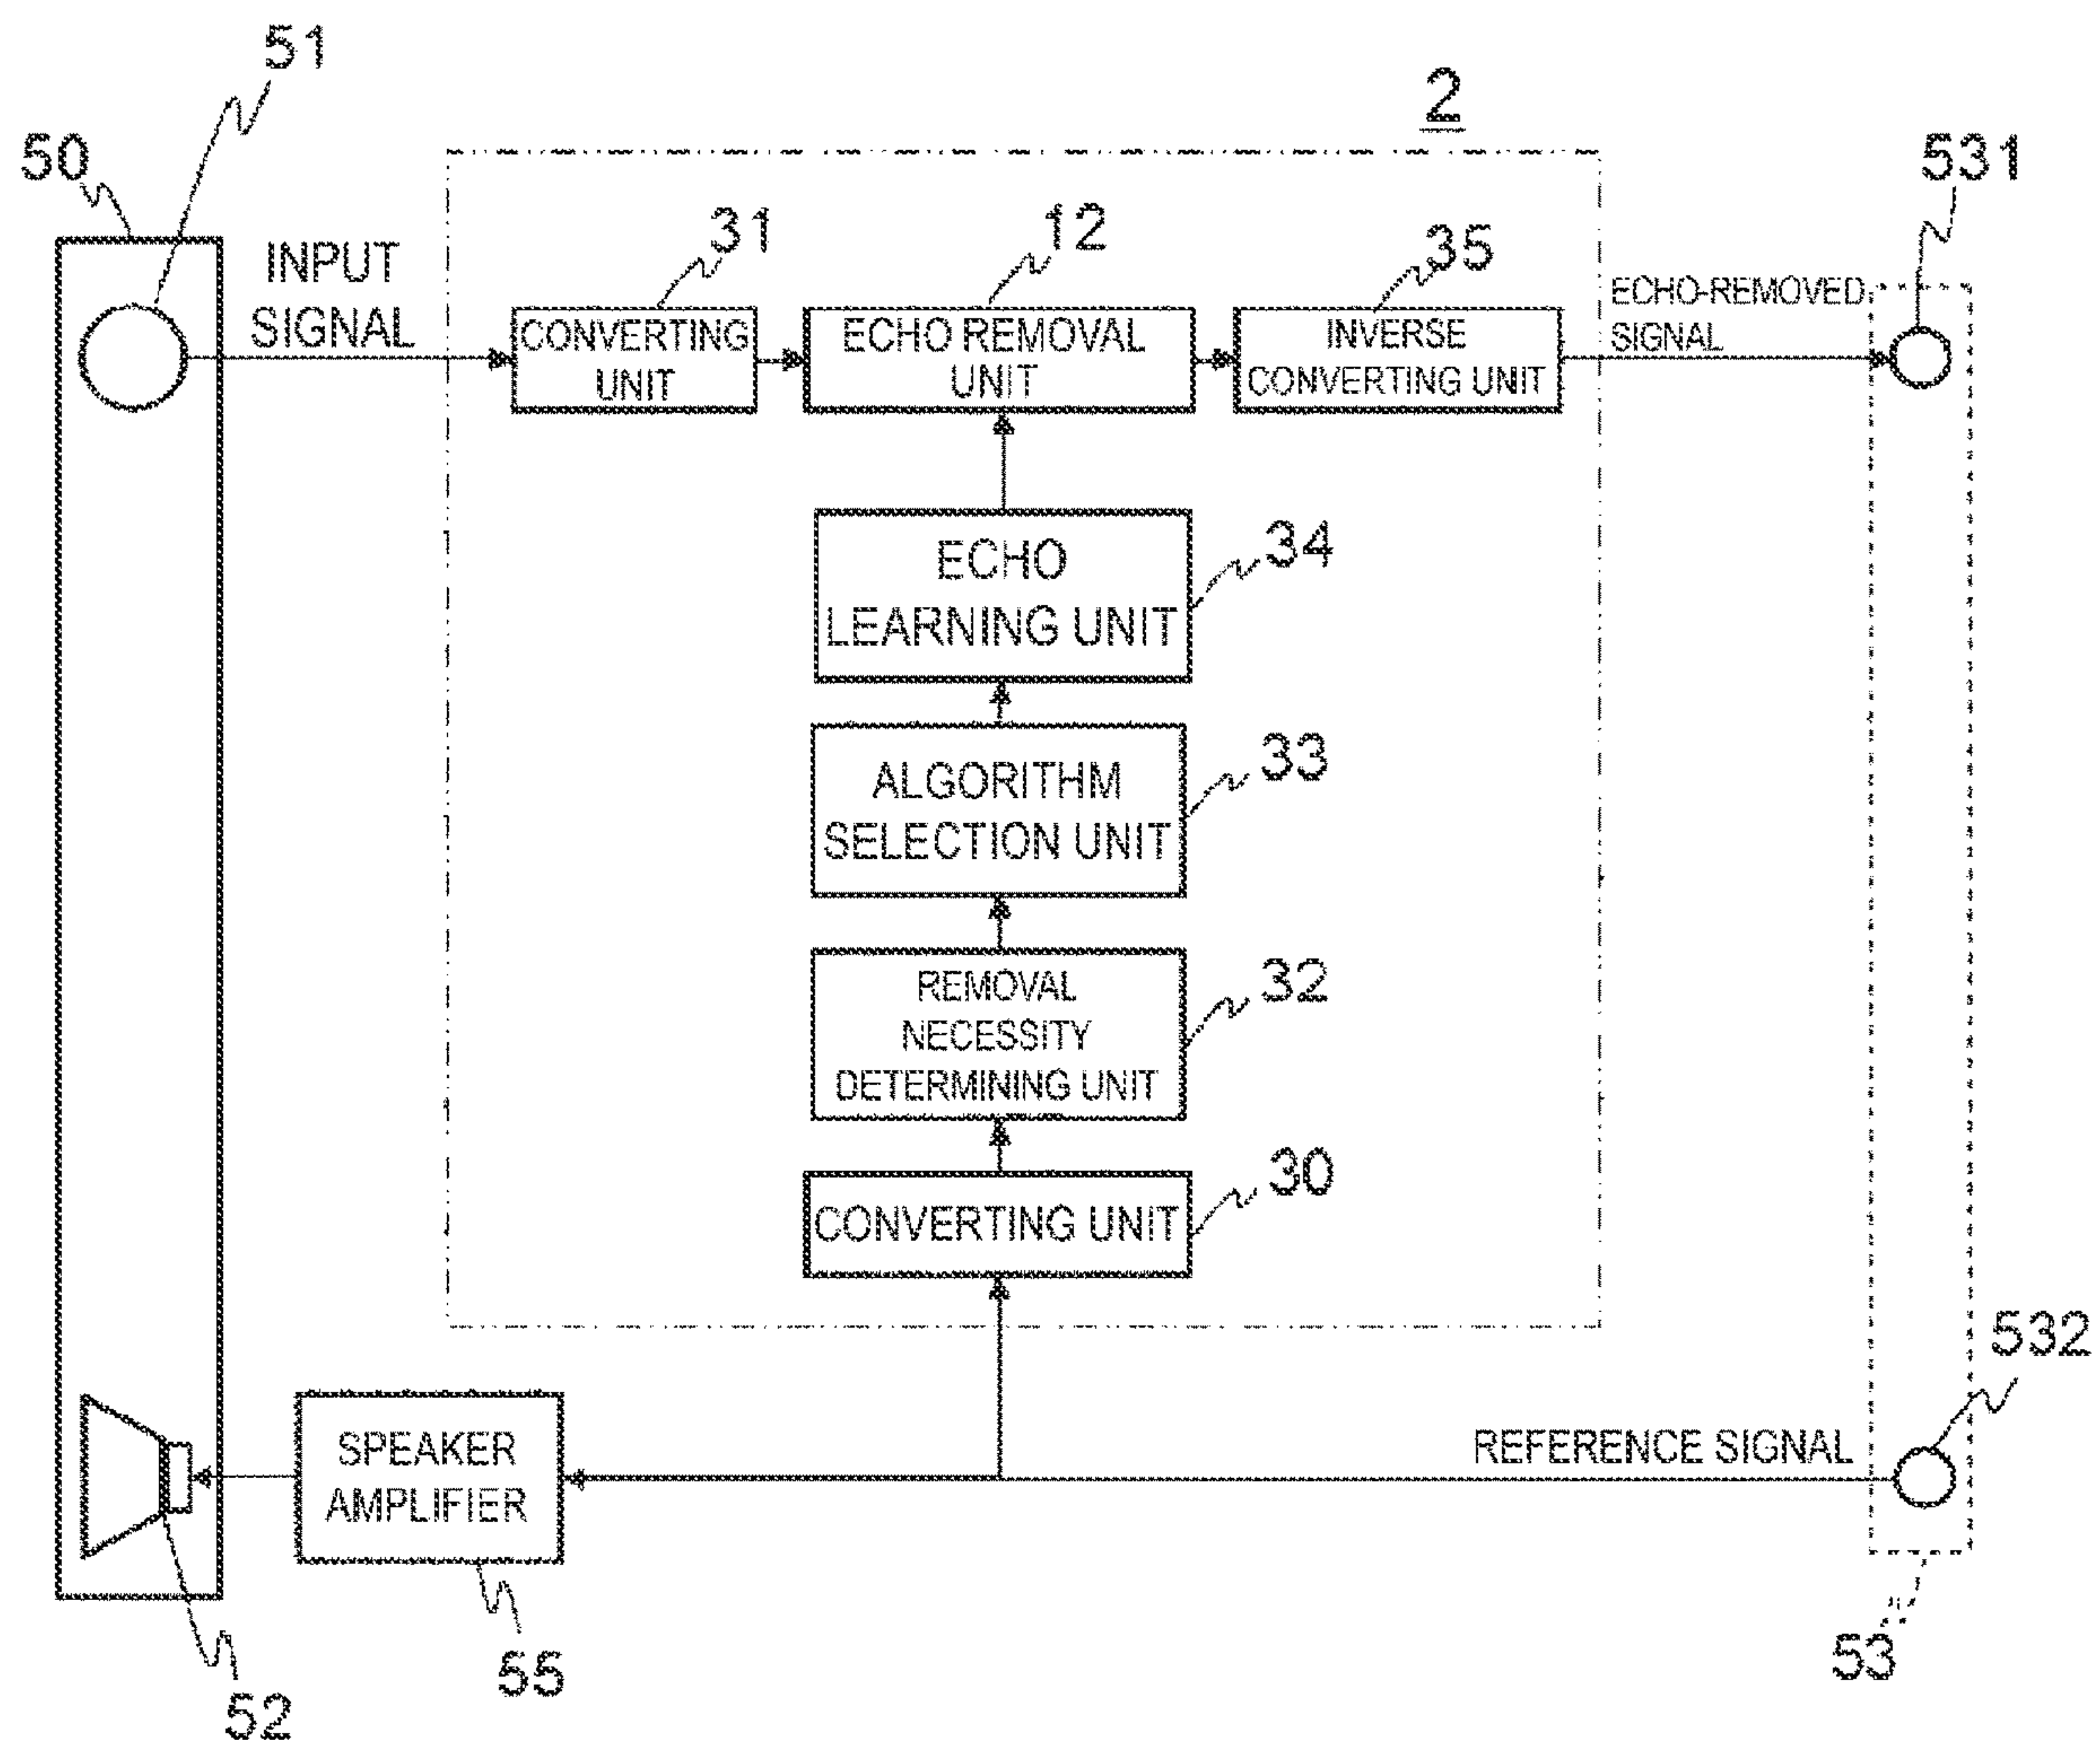 51
2
50
531
31
12
35
INPUT
SIGNAL
ECHO-REMOVED
SIGNAL
CONVERTING
UNIT
ECHO REMOVAL
UNIT
INVERSE
CONVERTING UNIT
ECHO
LEARNING UNIT
34
ALGORITHM
SELECTION UNIT
33
REMOVAL
NECESSITY
DETERMINING UNIT
32
CONVERTING UNIT
30
532
SPEAKER
AMPLIFIER
REFERENCE SIGNAL
55
53
52